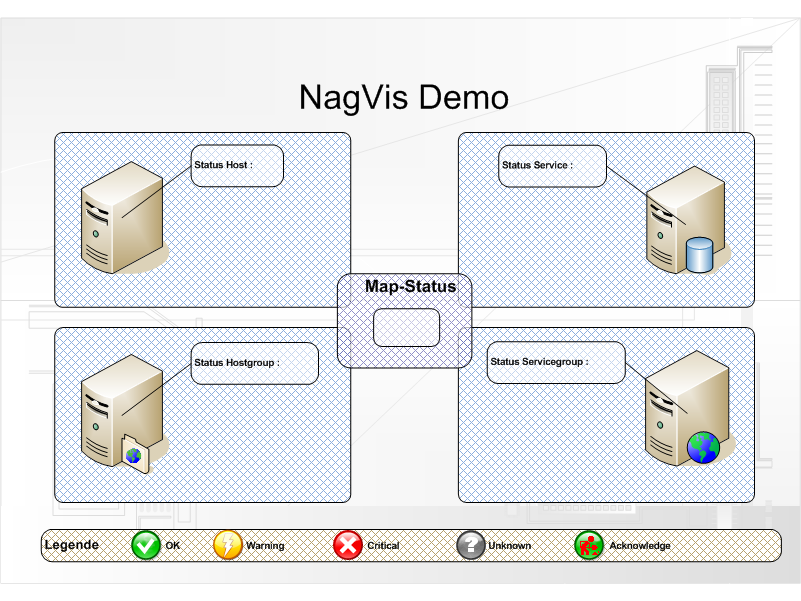 NagVis Demo
Status Host :
Status Service :
Map-Status
Status Hostgroup :
Status Servicegroup :
Legende
OK
Warning
Critical
Unknown
Acknowledge